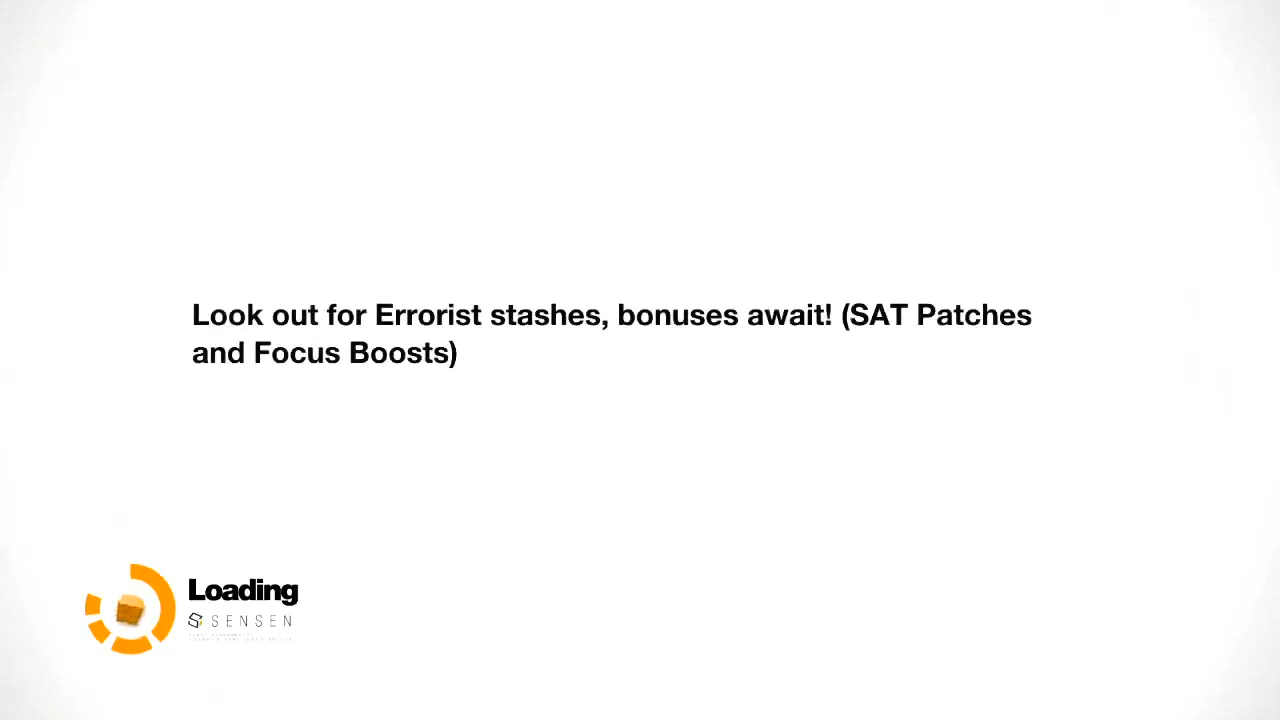 Look out for Errorist stashes, bonuses await! (SAT Patches
and Focus Boosts)
Loading
SENSEN